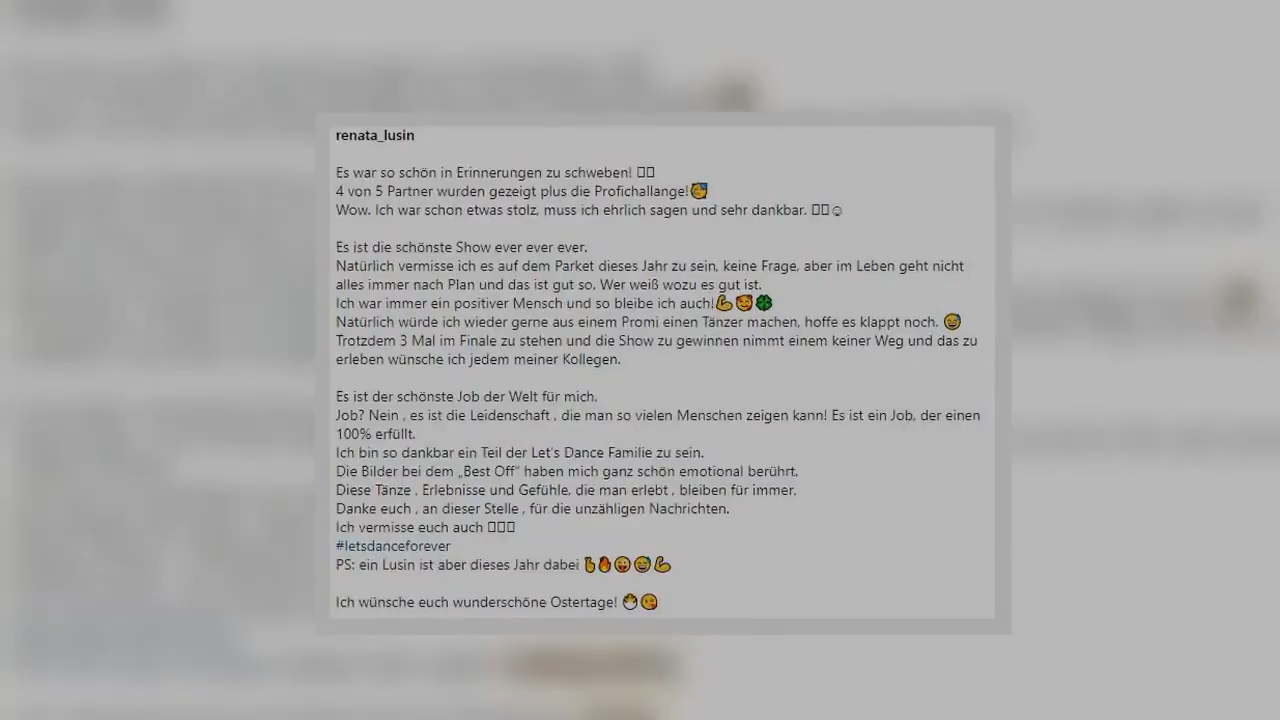 renata_lusin
Es war so schön in Erinnerungen zu schweben! 
4 von 5 Partner wurden gezeigt plus die Profichallange!🥳
Wow. Ich war schon etwas stolz, muss ich ehrlich sagen und sehr dankbar. ☺
Es ist die schönste Show ever ever ever.
Natürlich vermisse ich es auf dem Parket dieses Jahr zu sein, keine Frage, aber im Leben geht nicht
alles immer nach Plan und das ist gut so. Wer weiß wozu es gut ist.
Ich war immer ein positiver Mensch und so bleibe ich auch!💪🥰🍀
Natürlich würde ich wieder gerne aus einem Promi einen Tänzer machen, hoffe es klappt noch. 😅
Trotzdem 3 Mal im Finale zu stehen und die Show zu gewinnen nimmt einem keiner Weg und das zu
erleben wünsche ich jedem meiner Kollegen.
Es ist der schönste Job der Welt für mich.
Job? Nein , es ist die Leidenschaft , die man so vielen Menschen zeigen kann! Es ist ein Job, der einen
100% erfüllt.
Ich bin so dankbar ein Teil der Let's Dance Familie zu sein.
Die Bilder bei dem „Best Off" haben mich ganz schön emotional berührt.
Diese Tänze , Erlebnisse und Gefühle, die man erlebt , bleiben für immer.
Danke euch , an dieser Stelle , für die unzähligen Nachrichten.
Ich vermisse euch auch
#letsdanceforever
PS: ein Lusin ist aber dieses Jahr dabei 🫰🔥😜😅💪
Ich wünsche euch wunderschöne Ostertage! 🐣😘